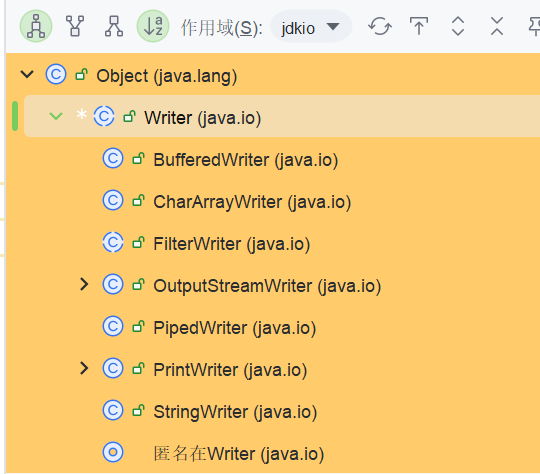 作用域(S): jdkio
Object (java.lang)
* Writer (java.io)
BufferedWriter (java.io)
CharArrayWriter (java.io)
FilterWriter (java.io)
OutputStreamWriter (java.io)
PipedWriter (java.io)
PrintWriter (java.io)
StringWriter (java.io)
匿名在Writer (java.io)